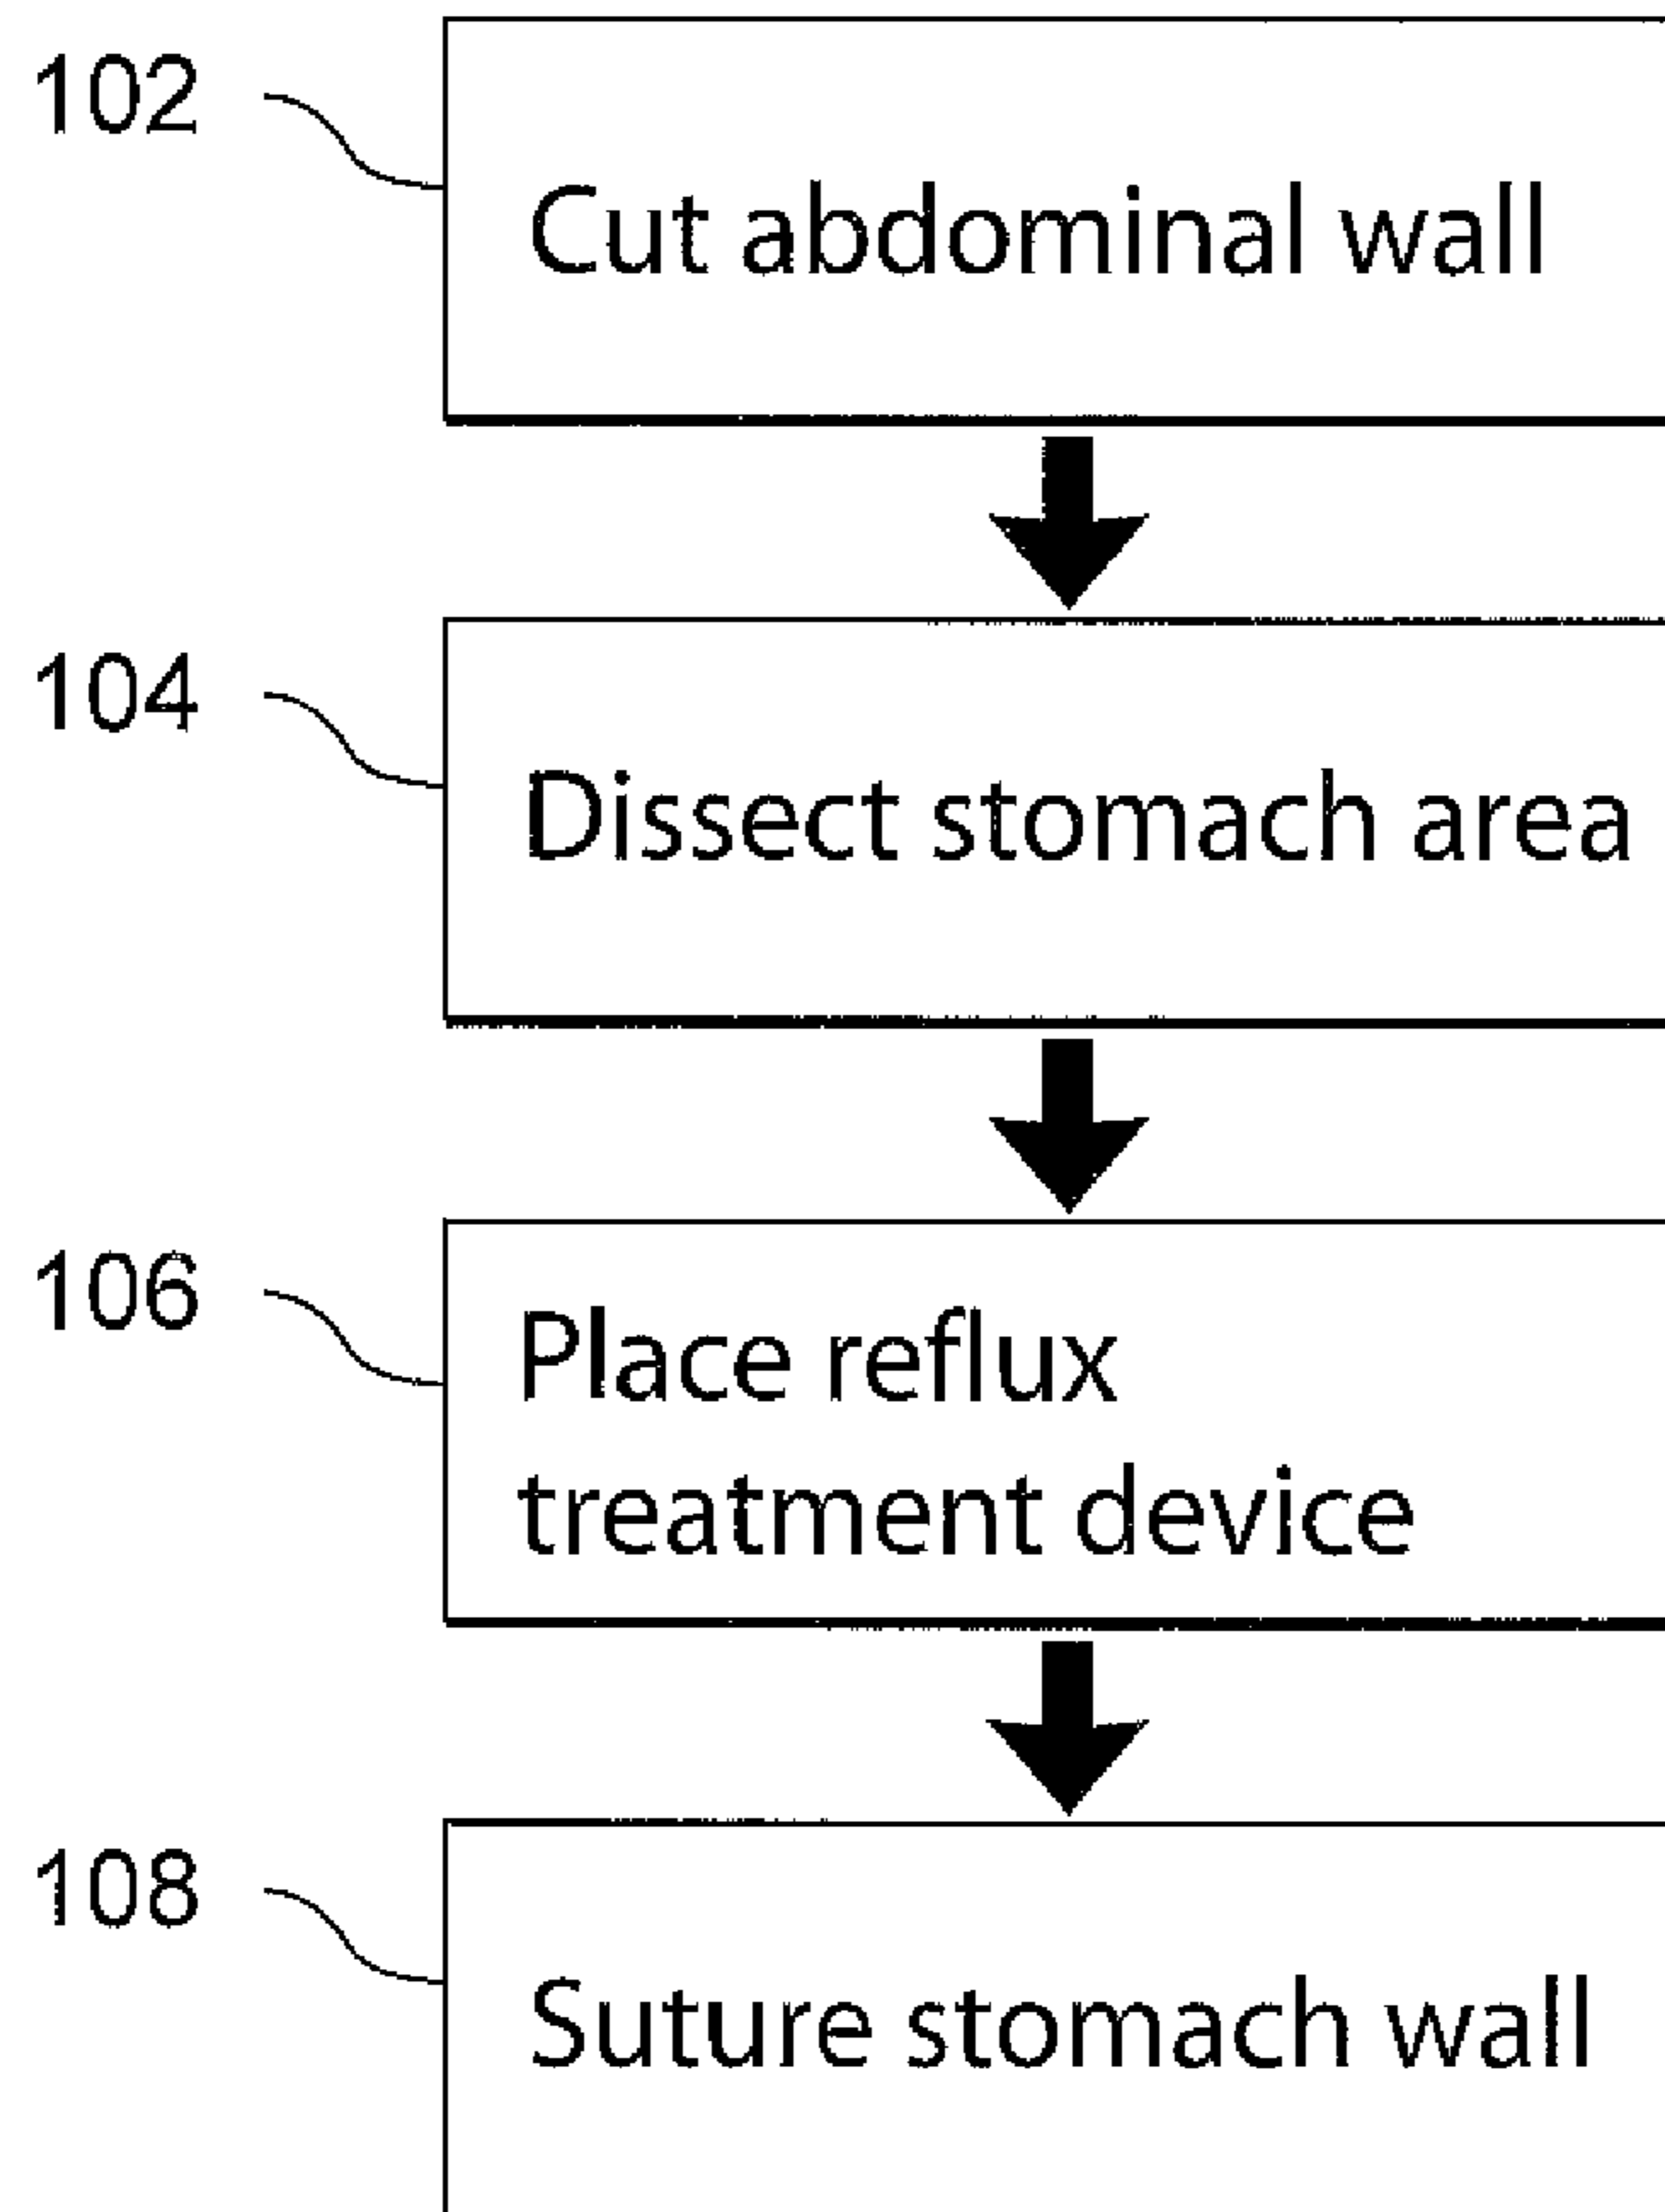 102
Cut abdominal wall
104
Dissect stomach area
106
Place reflux
treatment device
108
Suture stomach wall